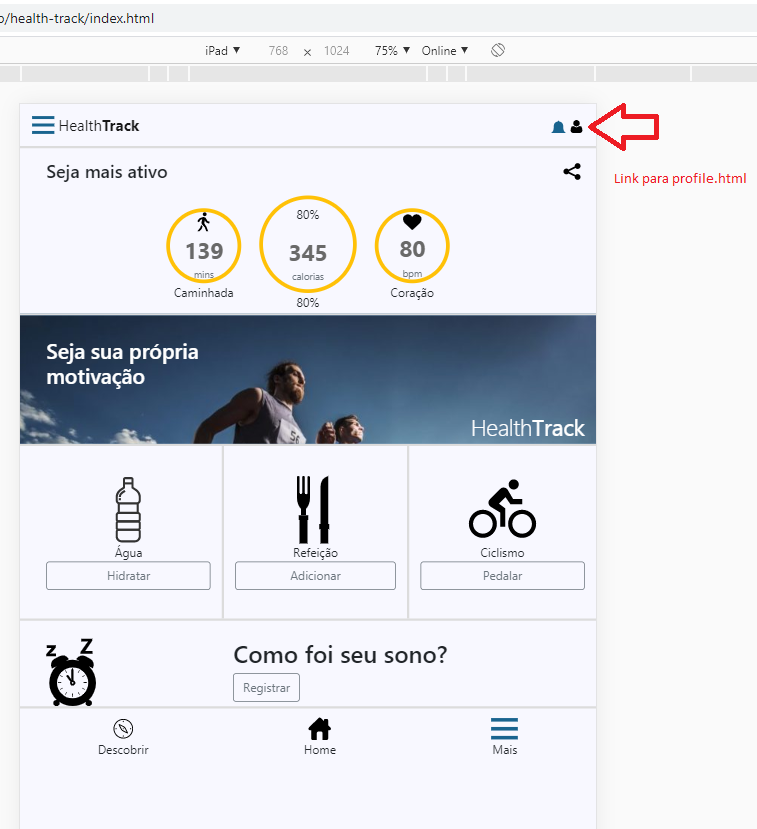 o/health-track/index.html
iPad ▼ 768 × 1024 75% ▼ Online ▼
HealthTrack
Link para profile.html
Seja mais ativo
80%
139
345
80
mins
calorias
bpm
Caminhada
80%
Coração
Seja sua própria
motivação
HealthTrack
Água
Refeição
Ciclismo
Hidratar
Adicionar
Pedalar
z Z
Como foi seu sono?
Registrar
Descobrir
Home
Mais